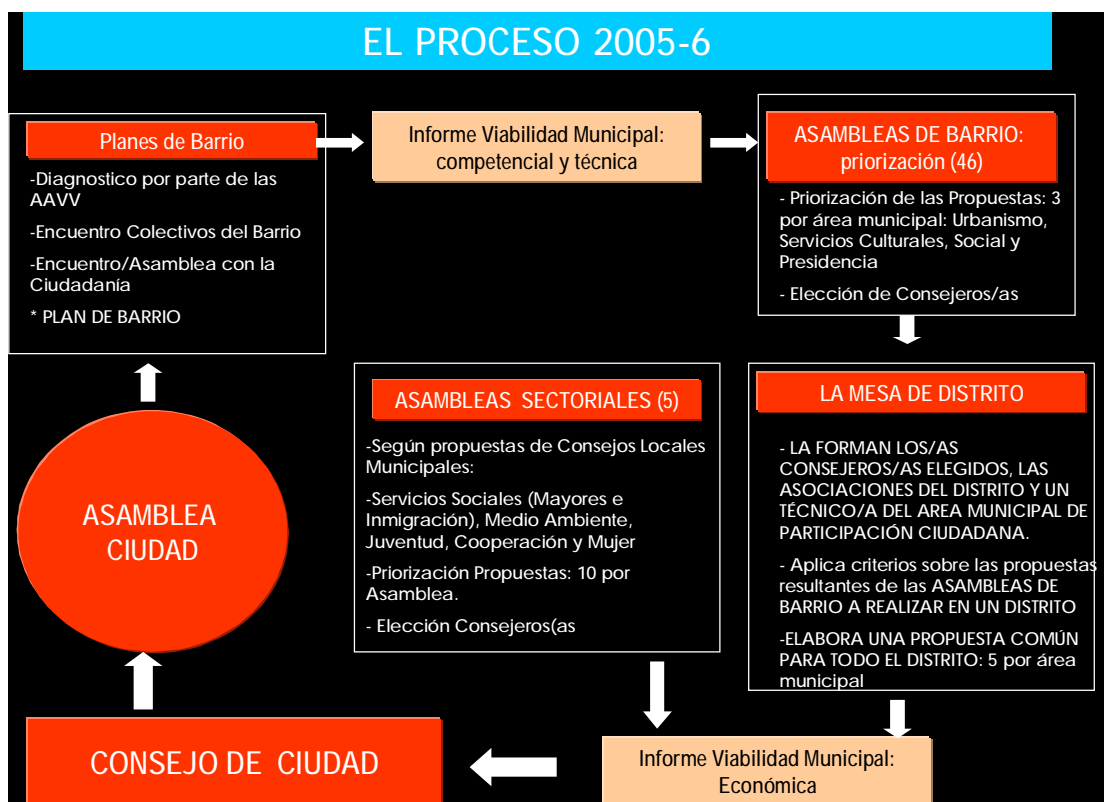 EL PROCESO 2005-6
Planes de Barrio
-Diagnostico por parte de las
AAVV
-Encuentro Colectivos del Barrio
-Encuentro/Asamblea con la
Ciudadanía
* PLAN DE BARRIO
Informe Viabilidad Municipal:
competencial y técnica
ASAMBLEAS DE BARRIO:
priorización (46)
- Priorización de las Propuestas: 3
por área municipal: Urbanismo,
Servicios Culturales, Social y
Presidencia
- Elección de Consejeros/as
ASAMBLEAS SECTORIALES (5)
-Según propuestas de Consejos Locales
Municipales:
-Servicios Sociales (Mayores e
Inmigración), Medio Ambiente,
Juventud, Cooperación y Mujer
-Priorización Propuestas: 10 por
Asamblea.
- Elección Consejeros(as
LA MESA DE DISTRITO
- LA FORMAN LOS/AS
CONSEJEROS/AS ELEGIDOS, LAS
ASOCIACIONES DEL DISTRITO Y UN
TÉCNICO/A DEL AREA MUNICIPAL DE
PARTICIPACIÓN CIUDADANA.
- Aplica criterios sobre las propuestas
resultantes de las ASAMBLEAS DE
BARRIO A REALIZAR EN UN DISTRITO
-ELABORA UNA PROPUESTA COMÚN
PARA TODO EL DISTRITO: 5 por área
municipal
ASAMBLEA
CIUDAD
CONSEJO DE CIUDAD
Informe Viabilidad Municipal:
Económica